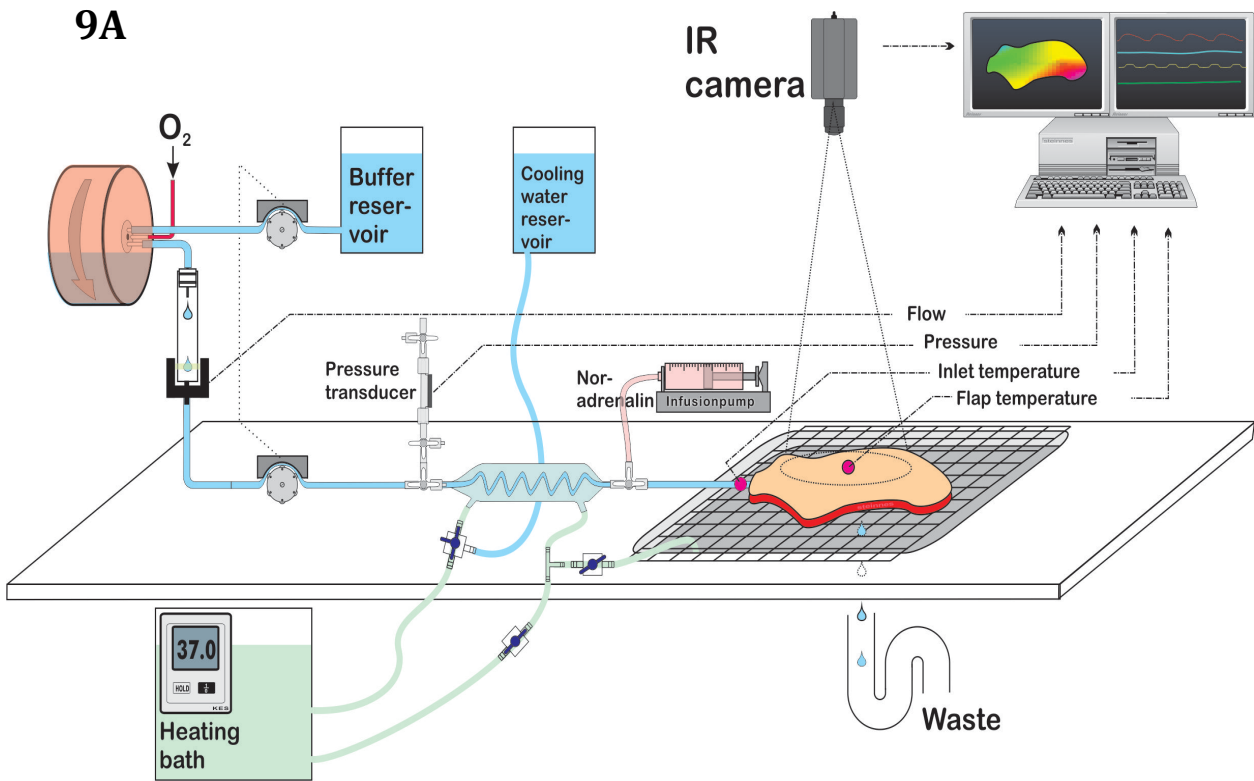 9A
IR
camera
O2
Buffer
reser-
voir
Cooling
water
reser-
voir
Flow
Pressure
Inlet temperature
Flap temperature
Pressure
transducer
Nor-
adrenalin
Infusionpump
37.0
HOLD
KES
Heating
bath
Waste